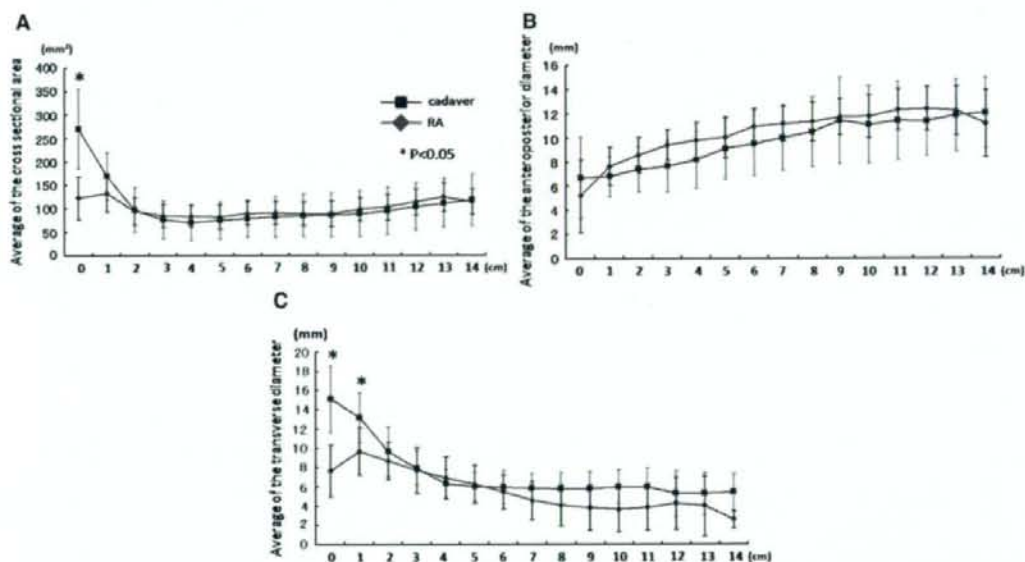 A
(mm²)
Average of the cross sectional area
400
350
300
250
200
150
100
50
0
*
cadaver
RA
* P<0.05
0 1 2 3 4 5 6 7 8 9 10 11 12 13 14 (cm)
B
(mm)
Average of the anteroposterior diameter
16
14
12
10
8
6
4
2
0
0 1 2 3 4 5 6 7 8 9 10 11 12 13 14 (cm)
C
(mm)
Average of the transverse diameter
20
18
16
14
12
10
8
6
4
2
0
* *
0 1 2 3 4 5 6 7 8 9 10 11 12 13 14 (cm)